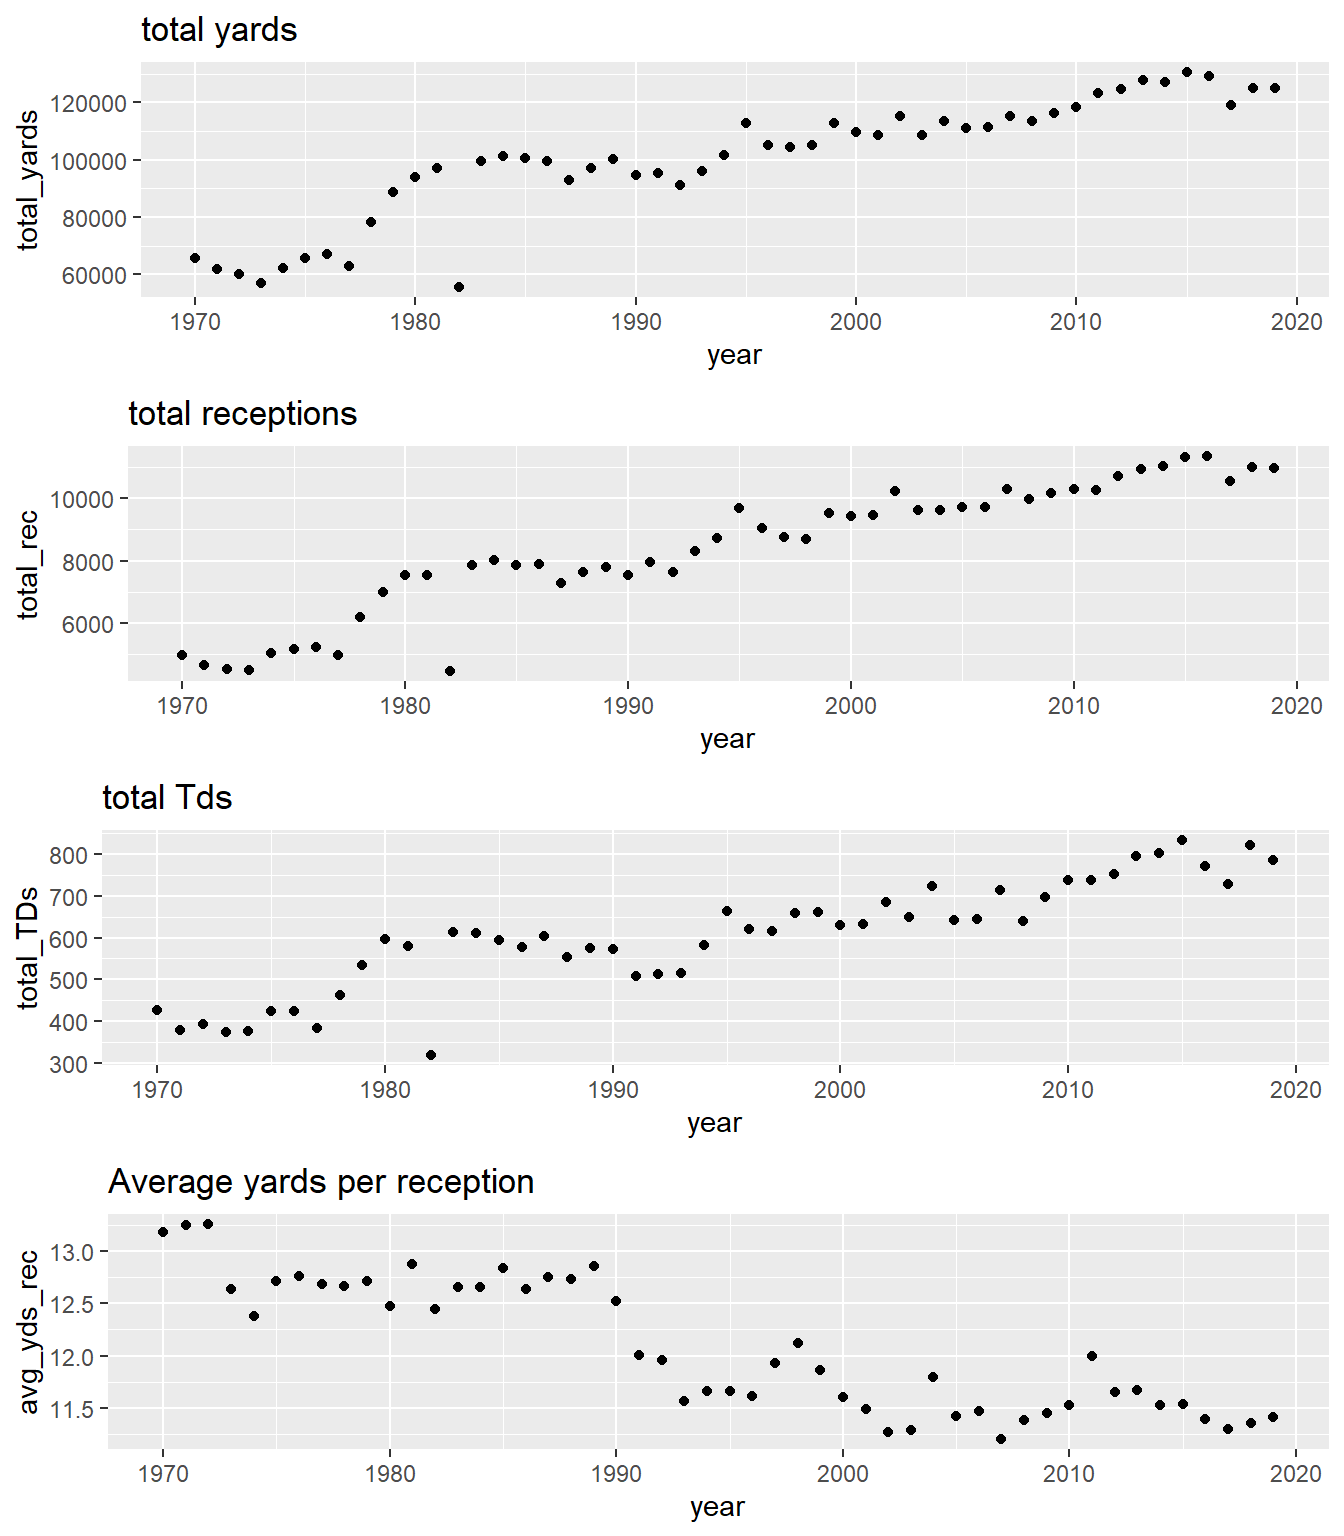 total yards
total_yards
120000
100000
80000
60000
1970 1980 1990 2000 2010 2020
year
total receptions
total_rec
10000
8000
6000
1970 1980 1990 2000 2010 2020
year
total Tds
total_TDs
800
700
600
500
400
300
1970 1980 1990 2000 2010 2020
year
Average yards per reception
avg_yds_rec
13.0
12.5
12.0
11.5
1970 1980 1990 2000 2010 2020
year